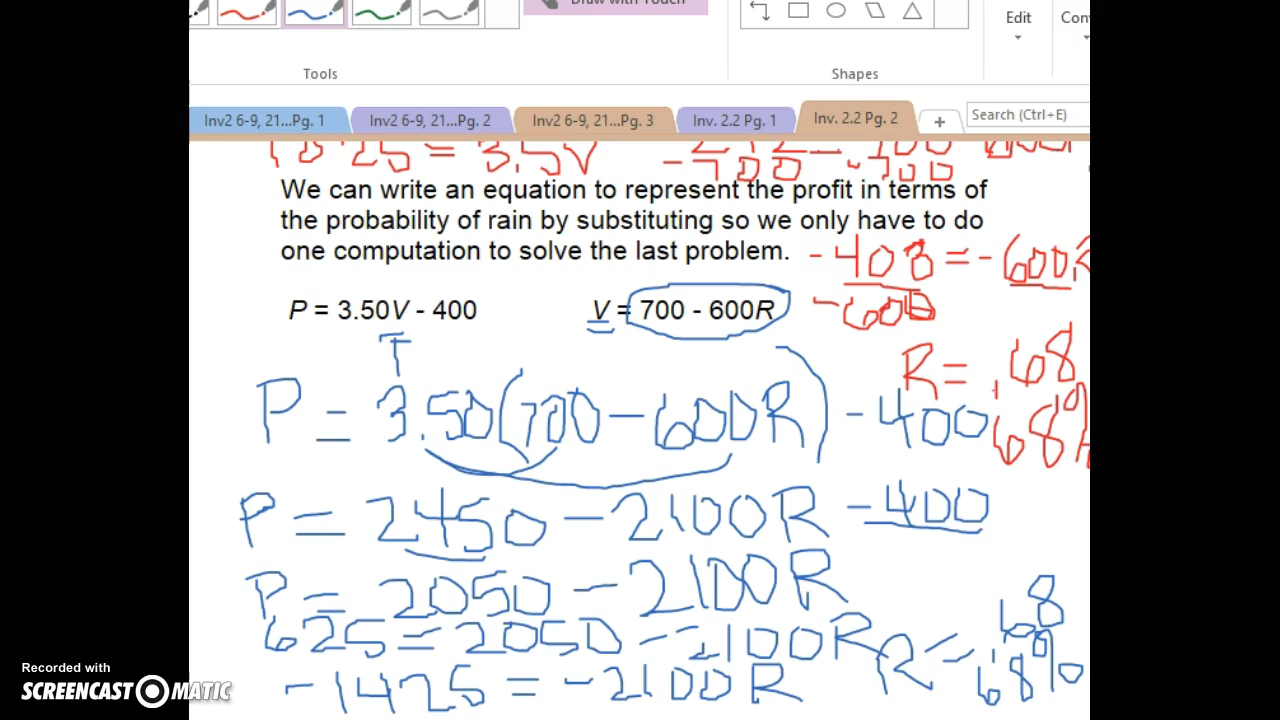 Edit
Tools
Shapes
Inv2 6-9, 21...Pg. 1
Inv2 6-9, 21...Pg. 2
Inv2 6-9, 21...Pg. 3
Inv. 2.2 Pg. 1
Inv. 2.2 Pg. 2
+
Search (Ctrl+E)
1025 = 3.5V
-700 -700
We can write an equation to represent the profit in terms of
the probability of rain by substituting so we only have to do
one computation to solve the last problem.
-408 = -600R
-600
P = 3.50V - 400
V = 700 - 600R
R = .68
68%
P = 3.50(700 - 600R) - 400
P = 2450 - 2100R - 400
P = 2050 - 2100R
625 = 2050 - 2100R
R = .68
68%
-1425 = -2100R
Recorded with
SCREENCAST MATIC